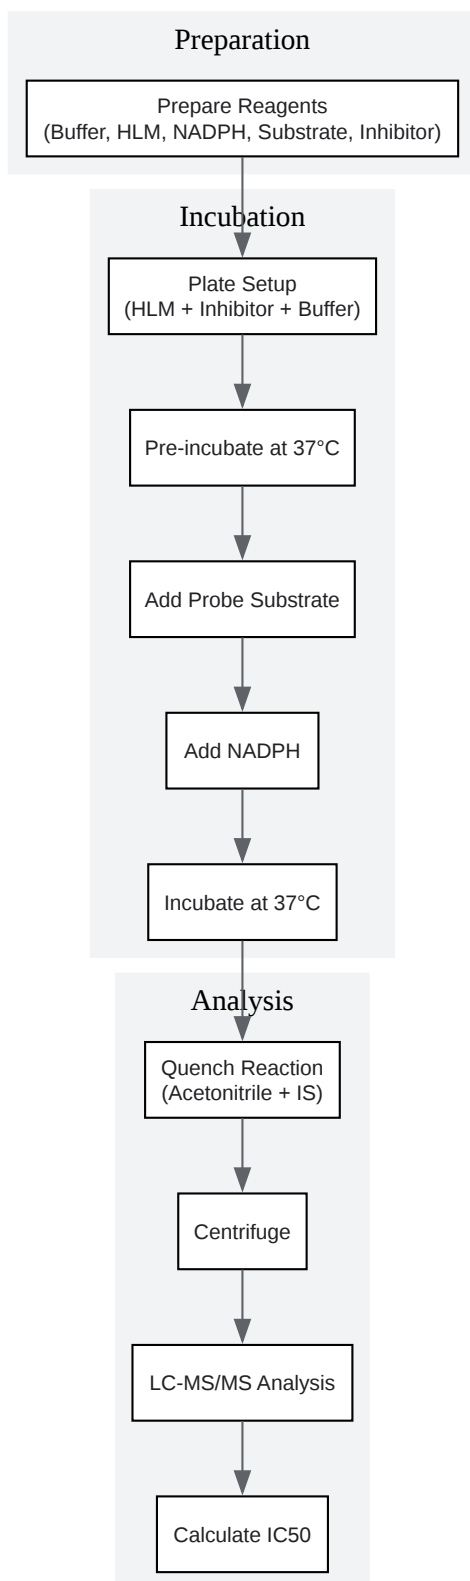 Preparation
Prepare Reagents
(Buffer, HLM, NADPH, Substrate, Inhibitor)
Incubation
Plate Setup
(HLM + Inhibitor + Buffer)
Pre-incubate at 37°C
Add Probe Substrate
Add NADPH
Incubate at 37°C
Analysis
Quench Reaction
(Acetonitrile + IS)
Centrifuge
LC-MS/MS Analysis
Calculate IC50